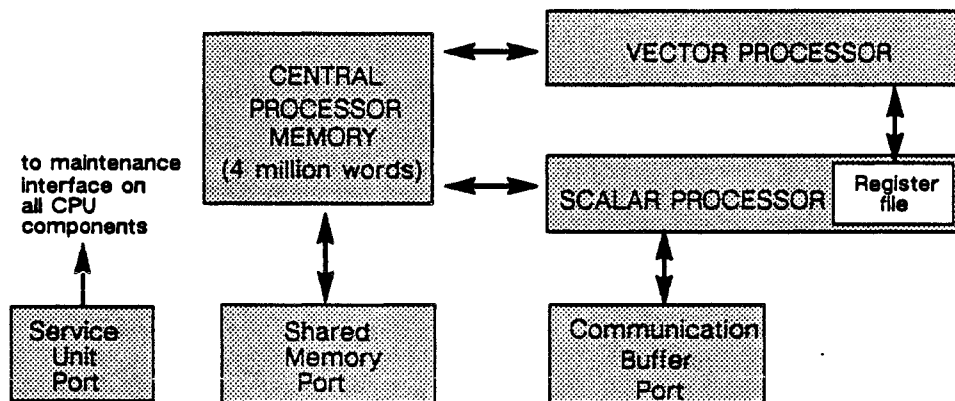 CENTRAL
PROCESSOR
MEMORY
(4 million words)
VECTOR PROCESSOR
to maintenance
interface on
all CPU
components
SCALAR PROCESSOR
Register
file
Service
Unit
Port
Shared
Memory
Port
Communication
Buffer
Port